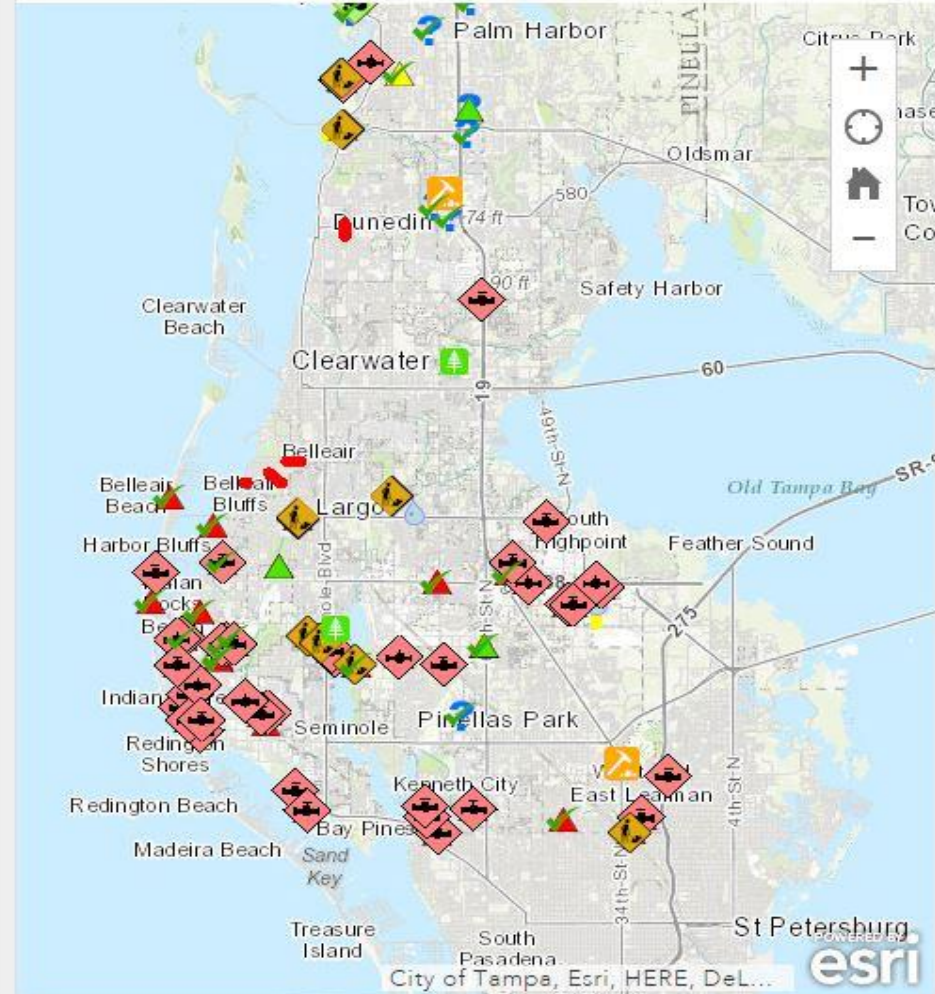 Palm Harbor
Citrus Park
PINELLA
Oldsmar
580
Dunedin
74 ft
90 ft
Safety Harbor
Clearwater
Beach
Clearwater
60
19
49th-St-N
Belleair
Belleair
Beach
Belleair
Bluffs
Largo
Old Tampa Bay
SR-
South
Highpoint
Feather Sound
Harbor Bluffs
Indian
Rocks
275
Seminole
Pinellas Park
Redington
Shores
Redington Beach
Kenneth City
East Lealman
Bay Pines
Madeira Beach
Sand
Key
4th-St-N
34th-St-N
Treasure
Island
South
Pasadena
St Petersburg
POWERED BY
esri
City of Tampa, Esri, HERE, DeL...